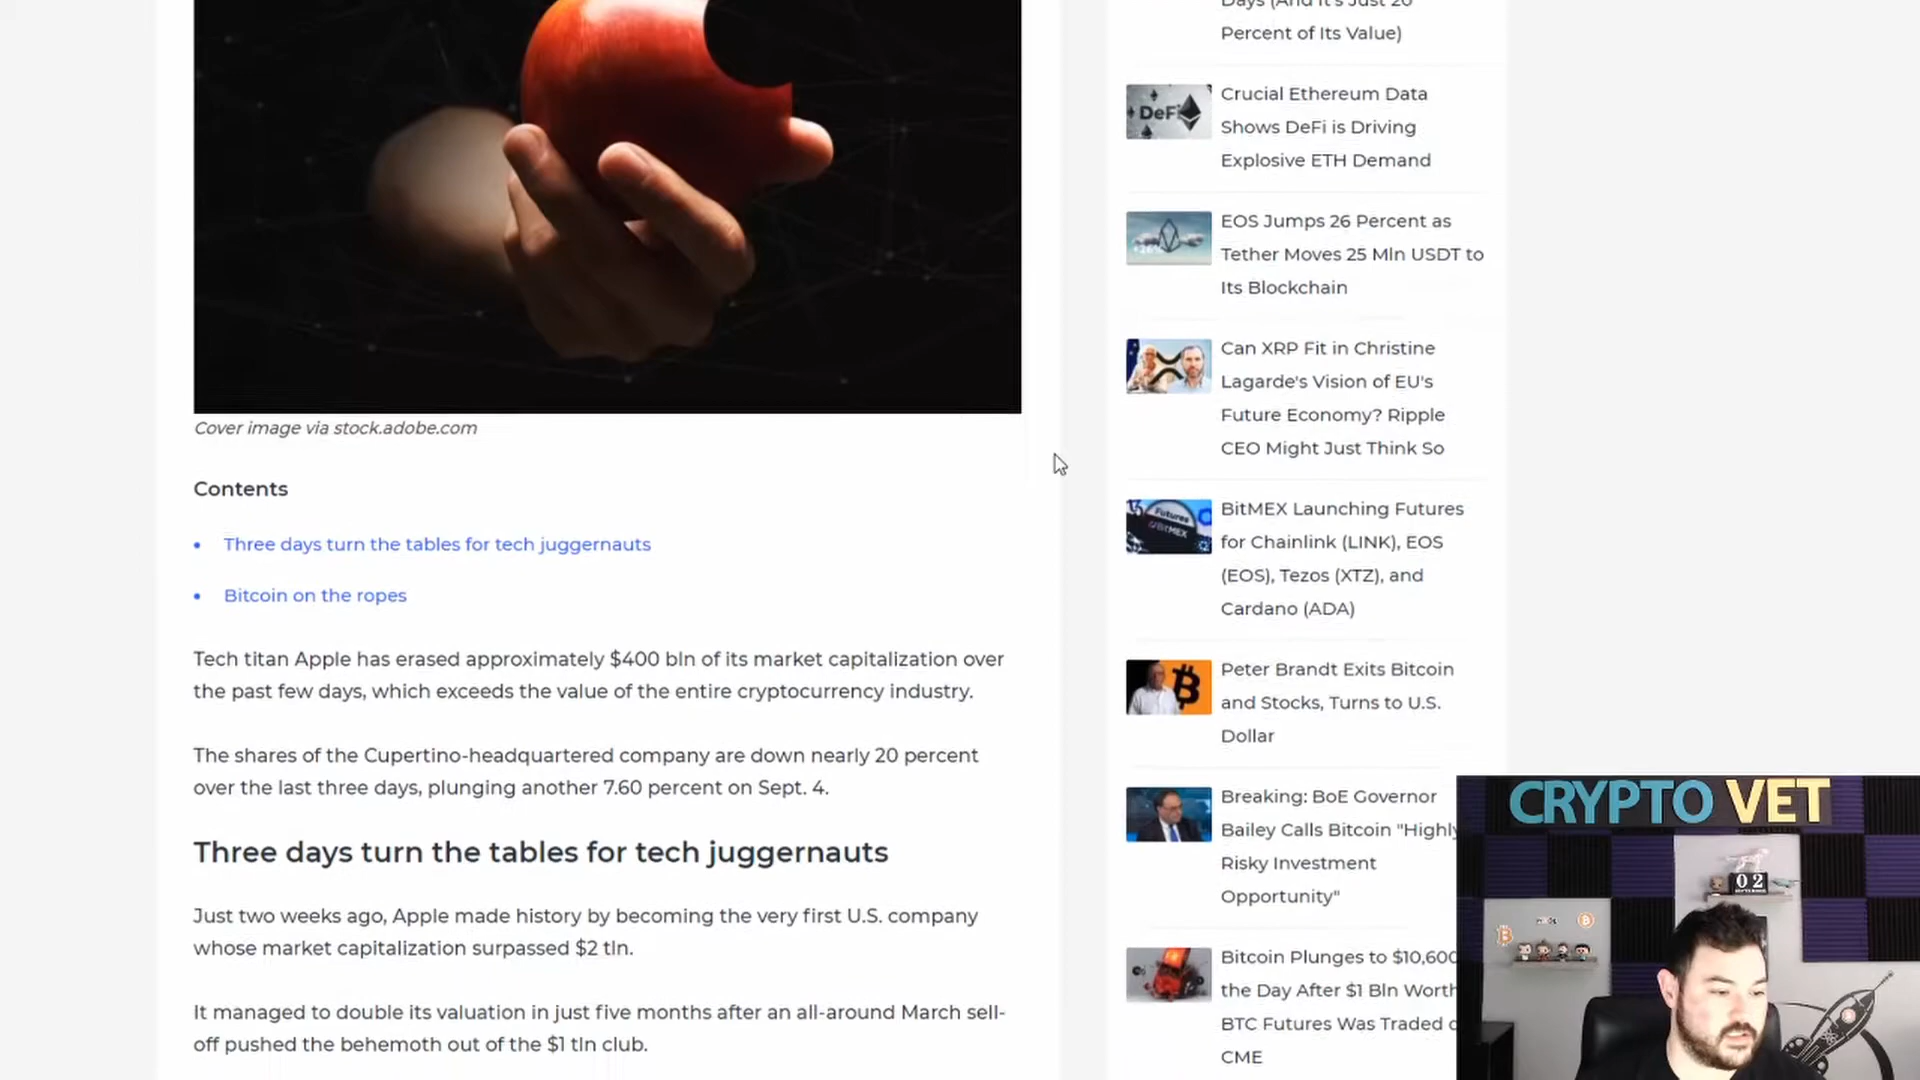 Cover image via stock.adobe.com
Contents
Three days turn the tables for tech juggernauts
Bitcoin on the ropes
Tech titan Apple has erased approximately $400 bln of its market capitalization over
the past few days, which exceeds the value of the entire cryptocurrency industry.
The shares of the Cupertino-headquartered company are down nearly 20 percent
over the last three days, plunging another 7.60 percent on Sept. 4.
Three days turn the tables for tech juggernauts
Just two weeks ago, Apple made history by becoming the very first U.S. company
whose market capitalization surpassed $2 tln.
It managed to double its valuation in just five months after an all-around March sell-
off pushed the behemoth out of the $1 tln club.
Days (And It's Just 20
Percent of Its Value)
DeFi
Crucial Ethereum Data
Shows DeFi is Driving
Explosive ETH Demand
EOS Jumps 26 Percent as
Tether Moves 25 Mln USDT to
Its Blockchain
Can XRP Fit in Christine
Lagarde's Vision of EU's
Future Economy? Ripple
CEO Might Just Think So
Futures
BitMEX
BitMEX Launching Futures
for Chainlink (LINK), EOS
(EOS), Tezos (XTZ), and
Cardano (ADA)
Peter Brandt Exits Bitcoin
and Stocks, Turns to U.S.
Dollar
Breaking: BoE Governor
Bailey Calls Bitcoin "Highly
Risky Investment
Opportunity"
Bitcoin Plunges to $10,600
the Day After $1 Bln Worth
BTC Futures Was Traded
CME
CRYPTO VET
02